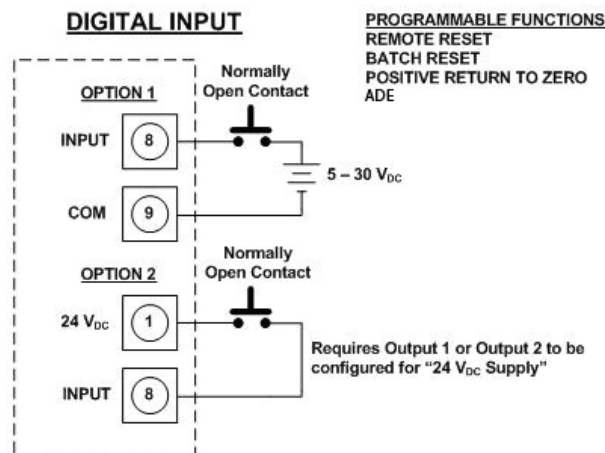 DIGITAL INPUT
PROGRAMMABLE FUNCTIONS
REMOTE RESET
BATCH RESET
POSITIVE RETURN TO ZERO
ADE
OPTION 1
Normally
Open Contact
INPUT
8
5 – 30 VDC
COM
9
OPTION 2
Normally
Open Contact
24 VDC
1
Requires Output 1 or Output 2 to be
configured for “24 VDC Supply”
INPUT
8